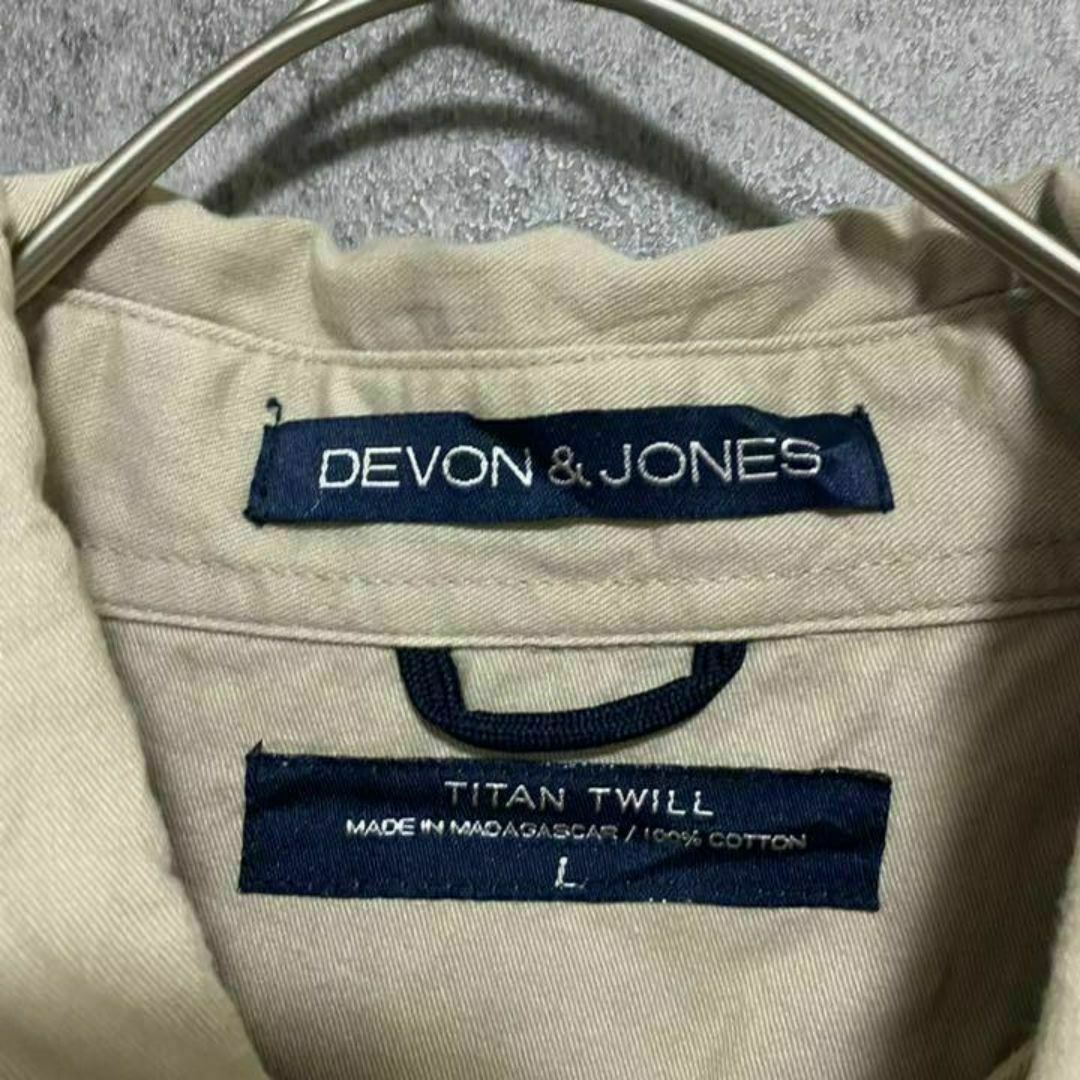 DEVON & JONES
TITAN TWILL
MADE IN MADAGASCAR / 100% COTTON
L